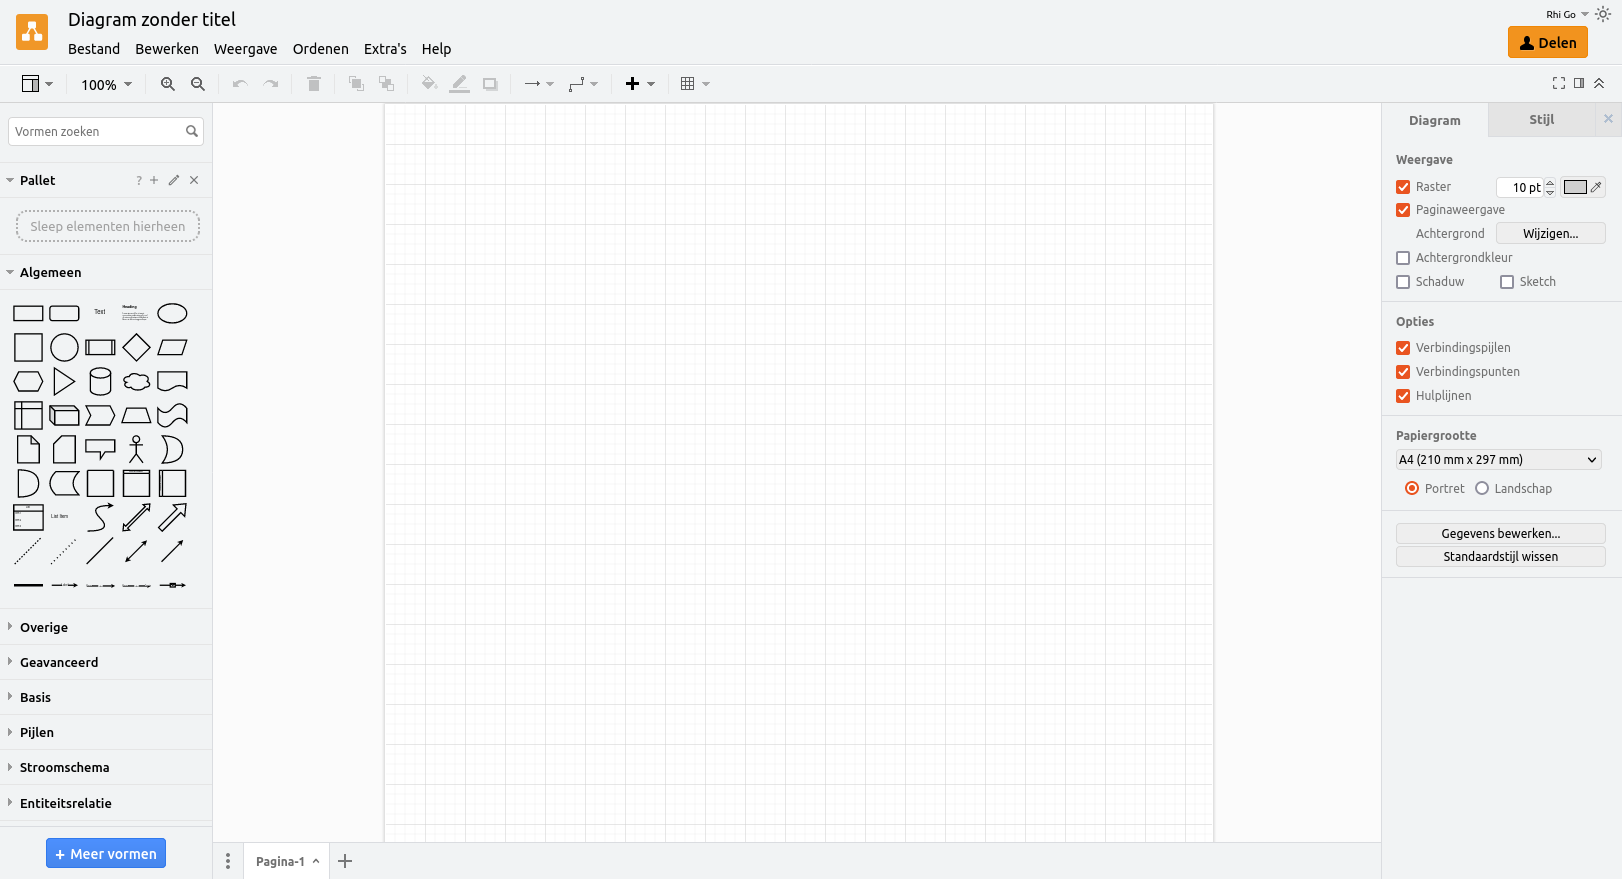 Diagram zonder titel
Rhi Go
Bestand Bewerken Weergave Ordenen Extra's Help
Delen
100%
Vormen zoeken
Pallet
?
Sleep elementen hierheen
Algemeen
Text
Heading
List Item
Overige
Geavanceerd
Basis
Pijlen
Stroomschema
Entiteitsrelatie
+ Meer vormen
Pagina-1
Diagram Stijl
Weergave
Raster 10 pt
Paginaweergave
Achtergrond Wijzigen...
Achtergrondkleur
Schaduw Sketch
Opties
Verbindingspijlen
Verbindingspunten
Hulplijnen
Papiergrootte
A4 (210 mm x 297 mm)
Portret Landschap
Gegevens bewerken...
Standaardstijl wissen